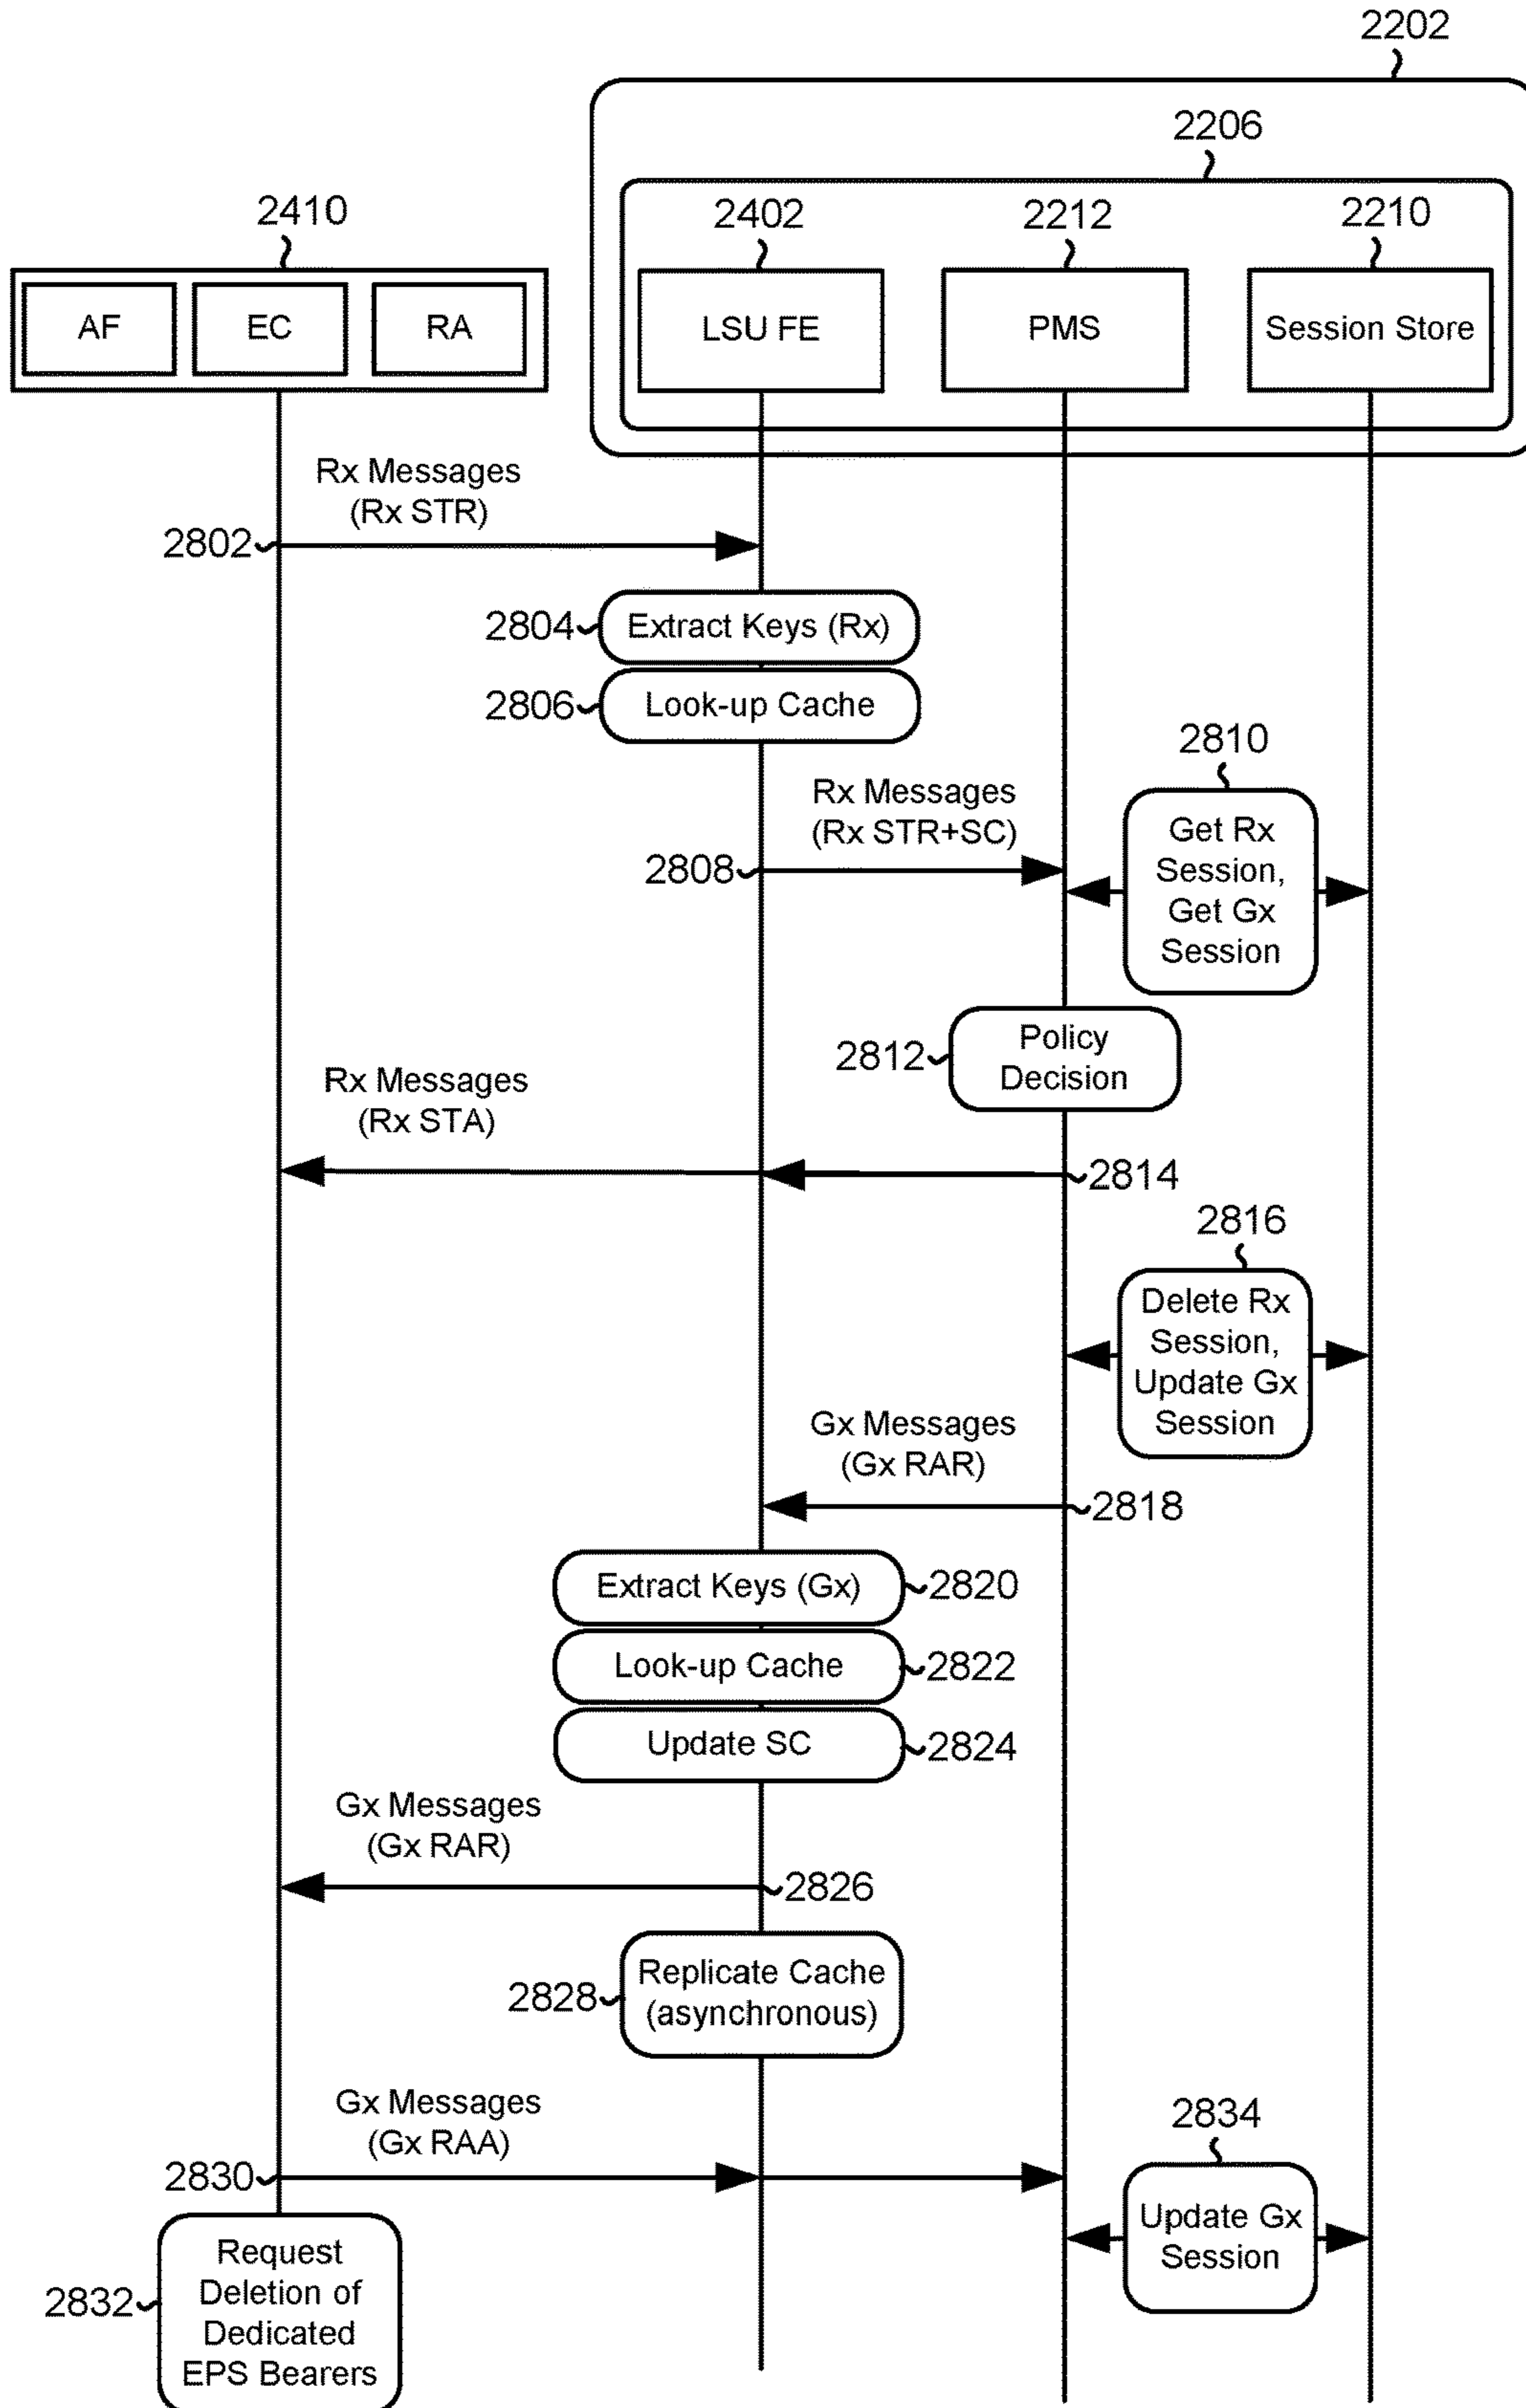 2202
2206
2410
2402
2212
2210
AF
EC
RA
LSU FE
PMS
Session Store
Rx Messages
(Rx STR)
2802
2804
Extract Keys (Rx)
2806
Look-up Cache
2810
Rx Messages
(Rx STR+SC)
2808
Get Rx
Session,
Get Gx
Session
2812
Policy
Decision
Rx Messages
(Rx STA)
2814
2816
Delete Rx
Session,
Update Gx
Session
Gx Messages
(Gx RAR)
2818
Extract Keys (Gx)
2820
Look-up Cache
2822
Update SC
2824
Gx Messages
(Gx RAR)
2826
2828
Replicate Cache
(asynchronous)
Gx Messages
(Gx RAA)
2830
2834
Update Gx
Session
2832
Request
Deletion of
Dedicated
EPS Bearers